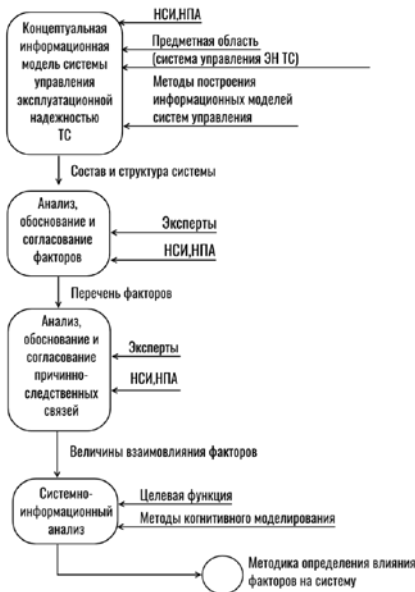 Концептуальная
информационная
модель системы
управления
эксплуатационной
надежностью
ТС
НСИ,НПА
Предметная область
(система управления ЭН ТС)
Методы построения
информационных моделей
систем управления
Состав и структура системы
Анализ,
обоснование и
согласование
факторов
Эксперты
НСИ,НПА
Перечень факторов
Анализ,
обоснование и
согласование
причинно-
следственных
связей
Эксперты
НСИ,НПА
Величины взаимовлияния факторов
Системно-
информационный
анализ
Целевая функция
Методы когнитивного моделирования
Методика определения влияния
факторов на систему